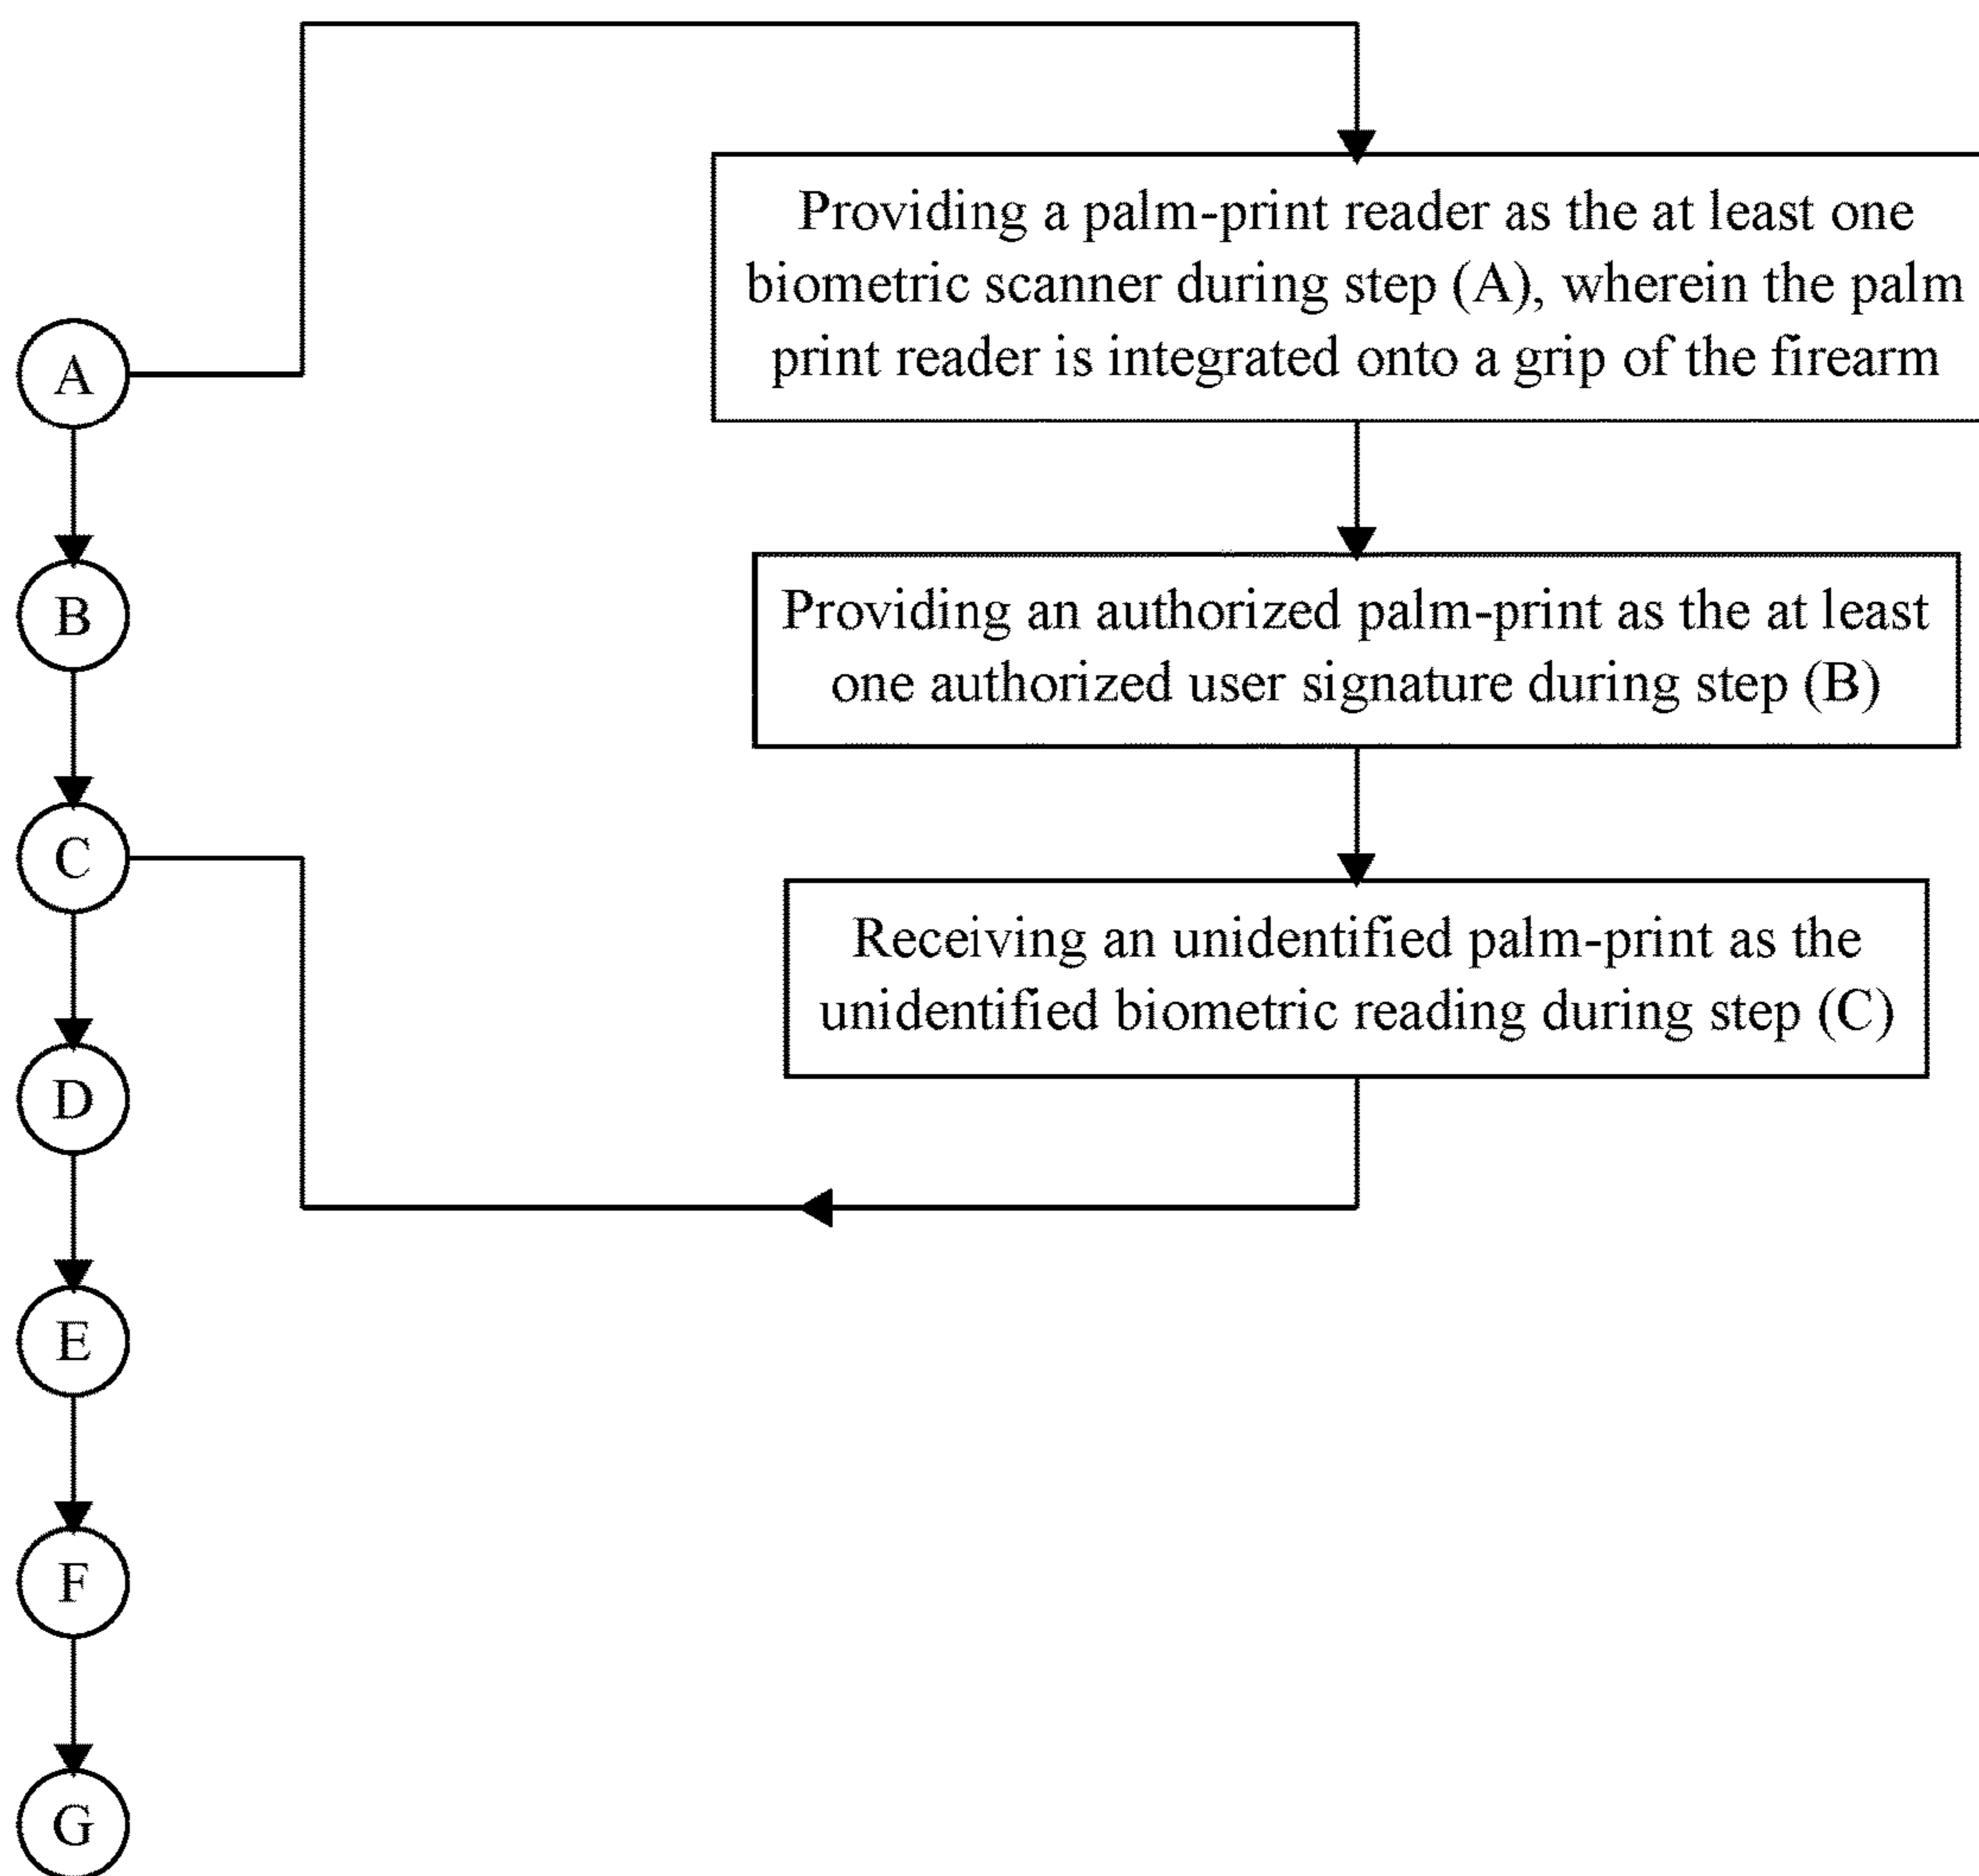 A
B
C
D
E
F
G
Providing a palm-print reader as the at least one
biometric scanner during step (A), wherein the palm
print reader is integrated onto a grip of the firearm
Providing an authorized palm-print as the at least
one authorized user signature during step (B)
Receiving an unidentified palm-print as the
unidentified biometric reading during step (C)